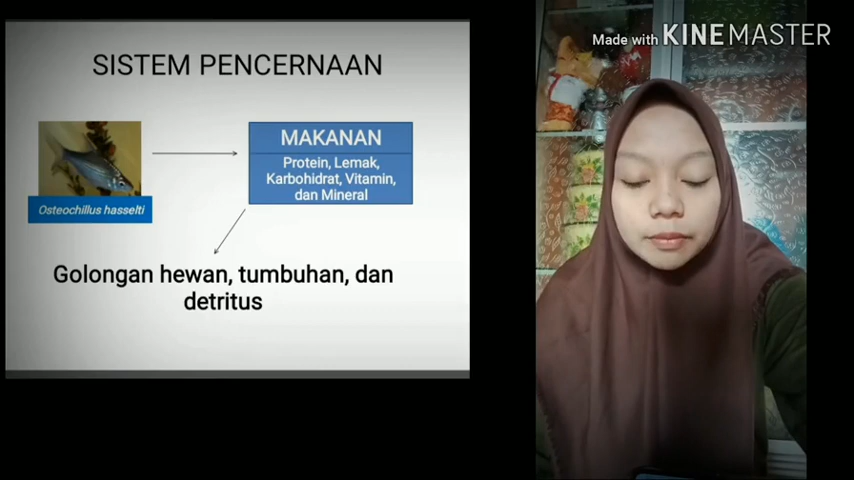 SISTEM PENCERNAAN
MAKANAN
Protein, Lemak,
Karbohidrat, Vitamin,
dan Mineral
Osteochillus hasselti
Golongan hewan, tumbuhan, dan
detritus
Made with KINEMASTER